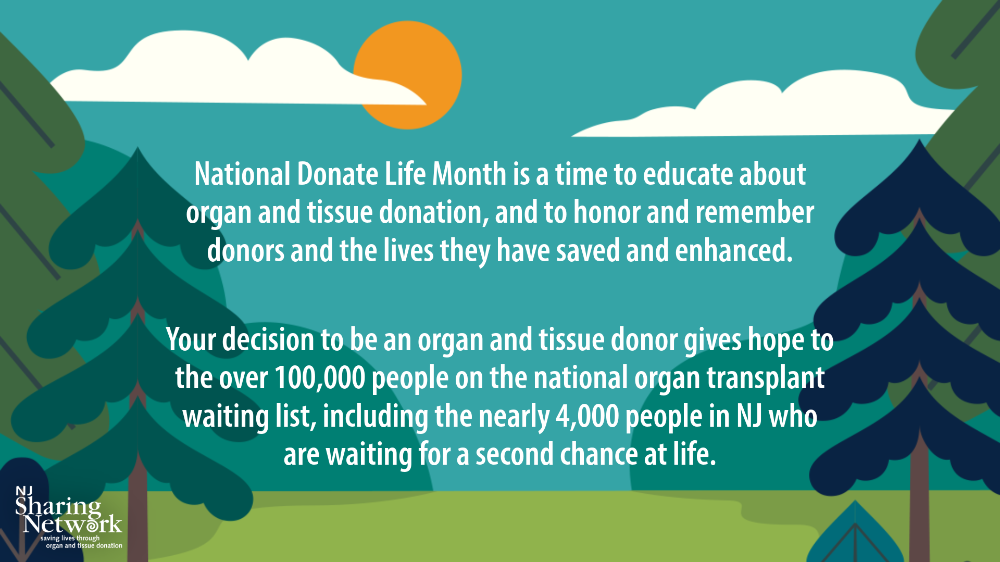 National Donate Life Month is a time to educate about
organ and tissue donation, and to honor and remember
donors and the lives they have saved and enhanced.
Your decision to be an organ and tissue donor gives hope to
the over 100,000 people on the national organ transplant
waiting list, including the nearly 4,000 people in NJ who
are waiting for a second chance at life.
NJ
Sharing
Network
saving lives through
organ and tissue donation